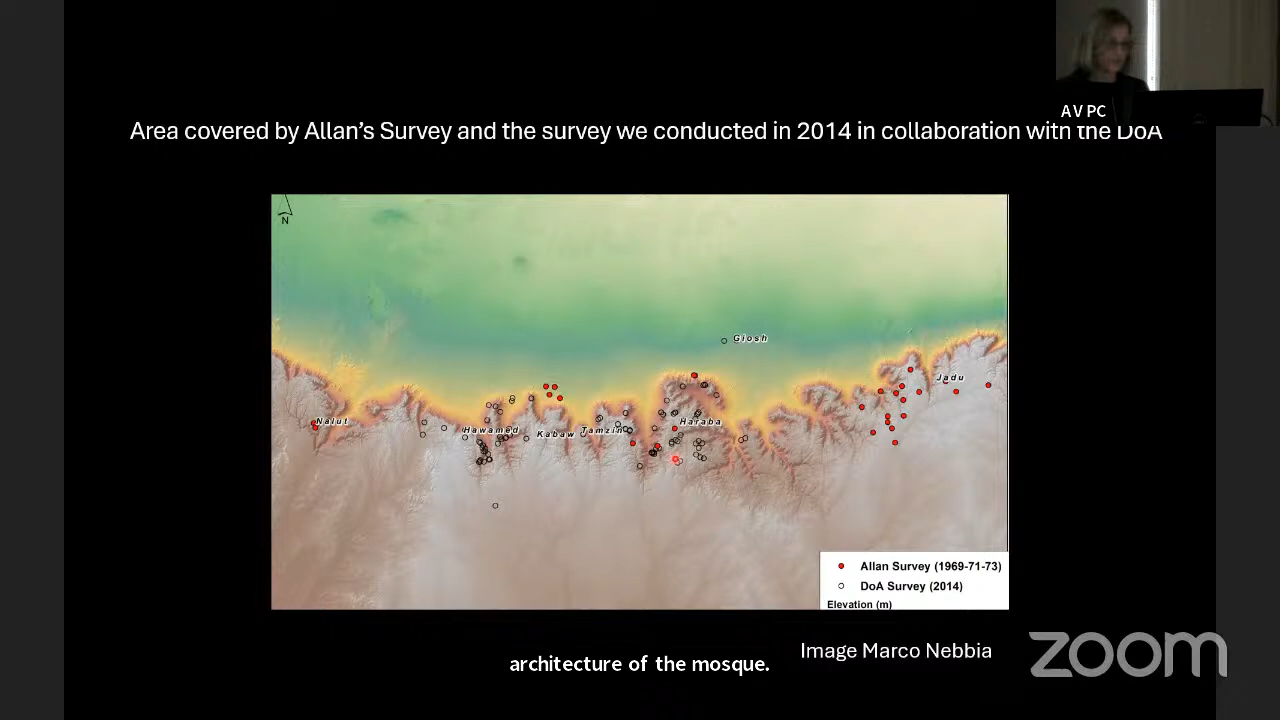 AV PC
Area covered by Allan's Survey and the survey we conducted in 2014 in collaboration with the DoA
N
Giosh
Jadu
Nalut
Haraba
Hawamed
Kabaw
Tamzin
Allan Survey (1969-71-73)
DoA Survey (2014)
Elevation (m)
Image Marco Nebbia
architecture of the mosque.
zoom